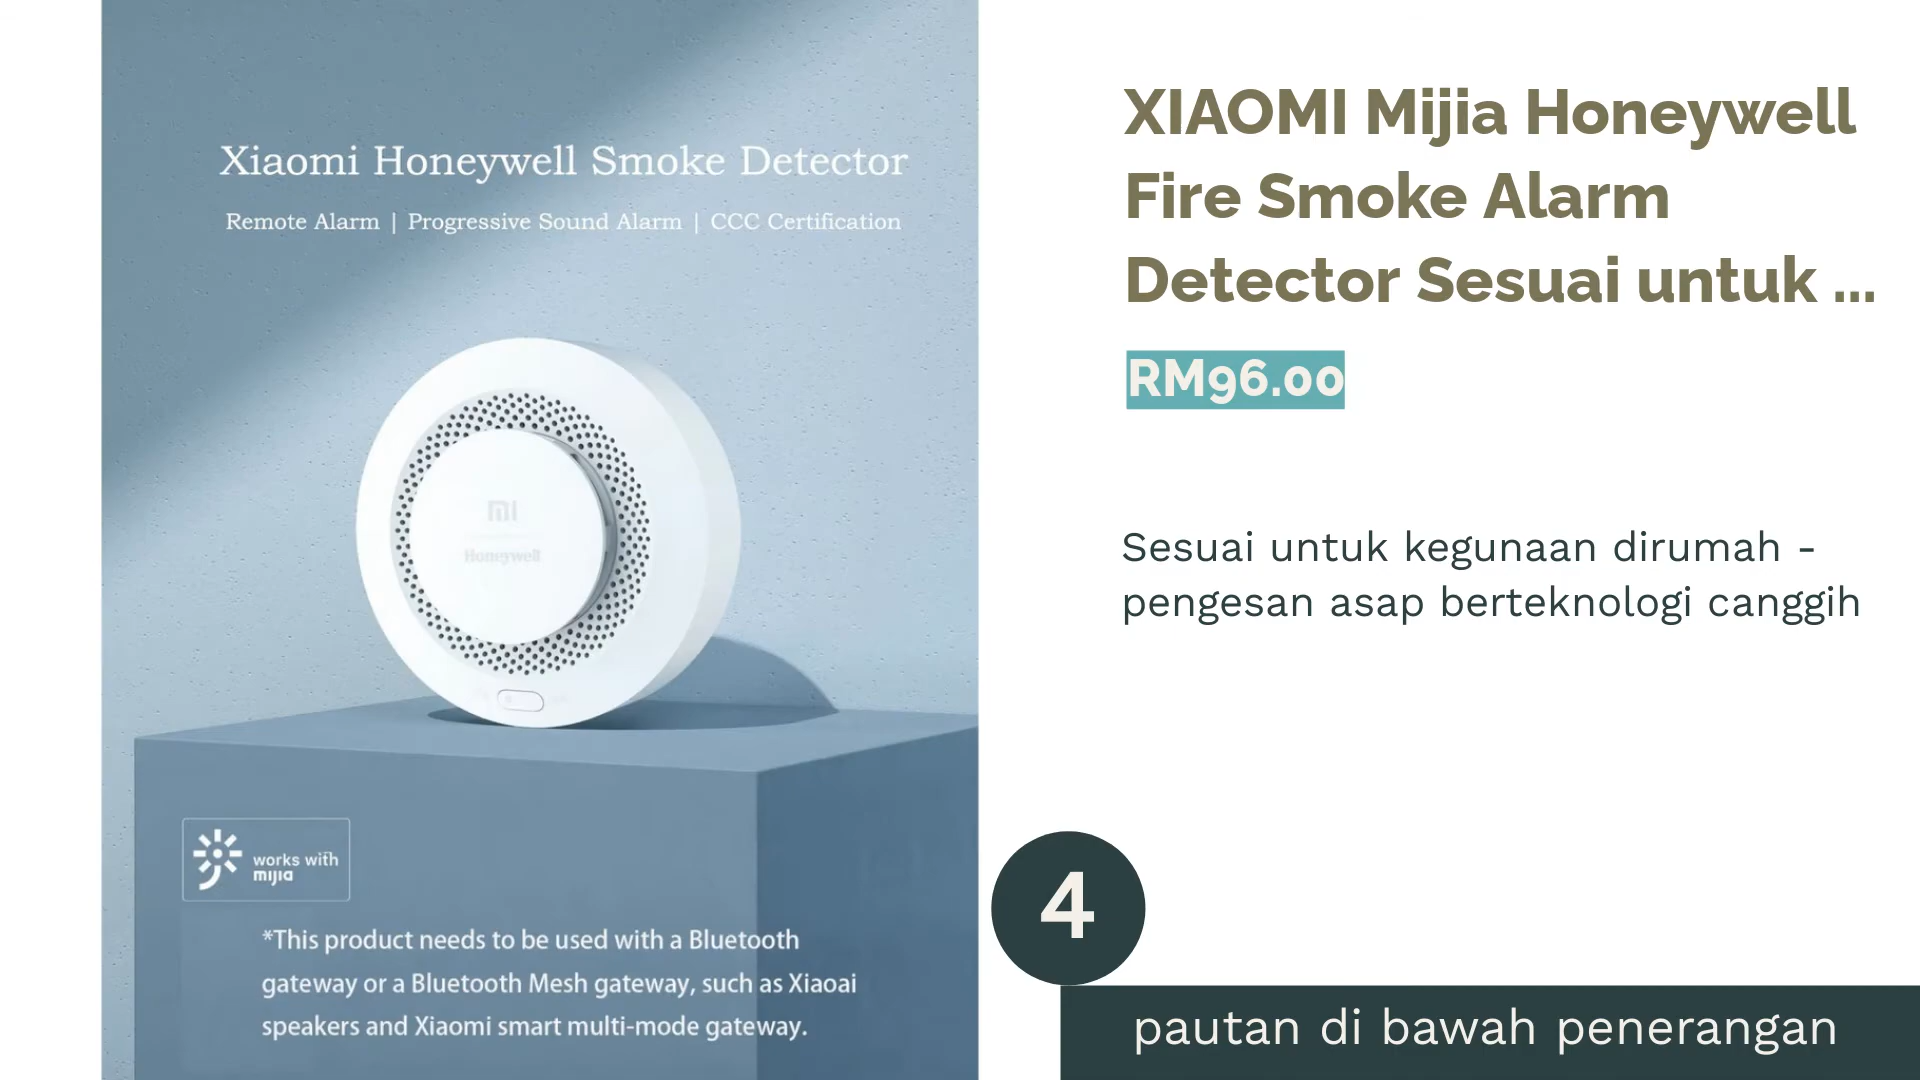 Xiaomi Honeywell Smoke Detector
Remote Alarm | Progressive Sound Alarm | CCC Certification
mi
Honeywell
works with
mijia
*This product needs to be used with a Bluetooth
gateway or a Bluetooth Mesh gateway, such as Xiaoai
speakers and Xiaomi smart multi-mode gateway.
XIAOMI Mijia Honeywell
Fire Smoke Alarm
Detector Sesuai untuk ...
RM96.00
Sesuai untuk kegunaan dirumah -
pengesan asap berteknologi canggih
4
pautan di bawah penerangan